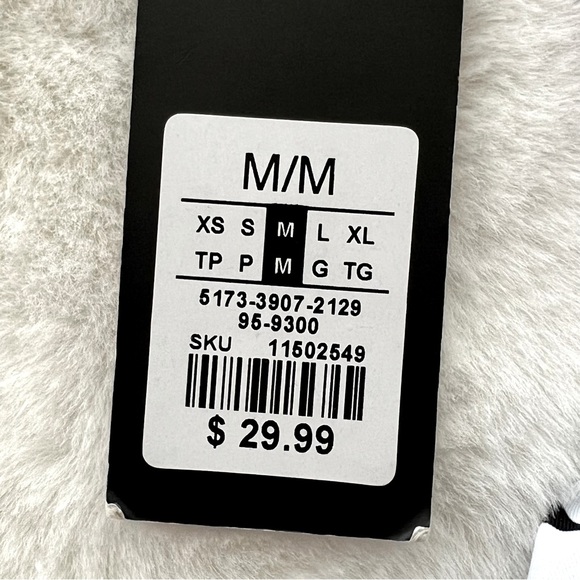 M/M
XS S M L XL
TP P M G TG
5173-3907-2129
95-9300
SKU 11502549
$ 29.99